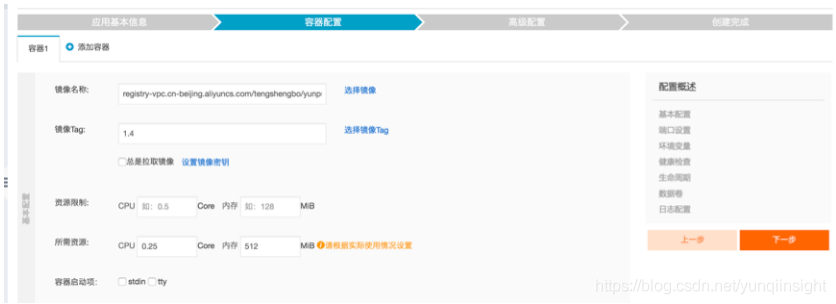 应用基本信息 容器配置 高级配置 创建完成
容器1 添加容器
镜像名称: registry-vpc.cn-beijing.aliyuncs.com/tengshengbo/yunp 选择镜像
镜像Tag: 1.4 选择镜像Tag
总是拉取镜像 设置镜像密钥
资源限制: CPU 如: 0.5 Core 内存 如: 128 MiB
所需资源: CPU 0.25 Core 内存 512 MiB 请根据实际使用情况设置
容器启动项: stdin tty
基本配置
配置概述
基本配置
端口设置
环境变量
健康检查
生命周期
数据卷
日志配置
上一步 下一步
https://blog.csdn.net/yunqiinsight